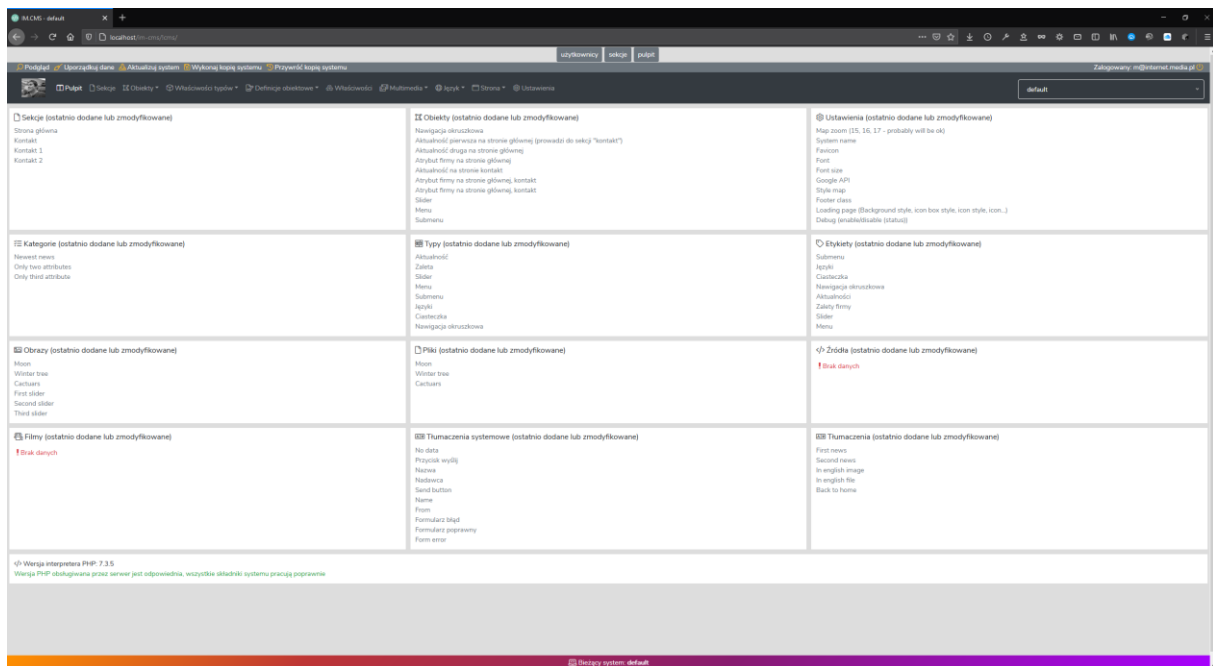 IM.CMS - default
localhost/im-cms/cms/
użytkownicy sekcje pulpit
Podgląd Uporządkuj dane Aktualizuj system Wykonaj kopię systemu Przywróć kopię systemu Zalogowany: m@internet.media.pl
Pulpit Sekcje Obiekty Właściwości typów Definicje obiektowe Właściwości Multimedia Język Strona Ustawienia default
Sekcje (ostatnio dodane lub zmodyfikowane)
Strona główna
Kontakt
Kontakt 1
Kontakt 2
Obiekty (ostatnio dodane lub zmodyfikowane)
Nawigacja okruszkowa
Aktualność pierwsza na stronie głównej (prowadzi do sekcji "kontakt")
Aktualność druga na stronie głównej
Atrybut firmy na stronie głównej
Aktualność na stronie kontakt
Atrybut firmy na stronie głównej, kontakt
Atrybut firmy na stronie głównej, kontakt
Slider
Menu
Submenu
Ustawienia (ostatnio dodane lub zmodyfikowane)
Map zoom (15, 16, 17 - probably will be ok)
System name
Favicon
Font
Font size
Google API
Style map
Footer class
Loading page (Background style, icon box style, icon style, icon...)
Debug (enable/disable (status))
Kategorie (ostatnio dodane lub zmodyfikowane)
Newest news
Only two attributes
Only third attribute
Typy (ostatnio dodane lub zmodyfikowane)
Aktualność
Zaleta
Slider
Menu
Submenu
Języki
Ciasteczka
Nawigacja okruszkowa
Etykiety (ostatnio dodane lub zmodyfikowane)
Submenu
Języki
Ciasteczka
Nawigacja okruszkowa
Aktualności
Zalety firmy
Slider
Menu
Obrazy (ostatnio dodane lub zmodyfikowane)
Moon
Winter tree
Cactuars
First slider
Second slider
Third slider
Pliki (ostatnio dodane lub zmodyfikowane)
Moon
Winter tree
Cactuars
Źródła (ostatnio dodane lub zmodyfikowane)
Brak danych
Filmy (ostatnio dodane lub zmodyfikowane)
Brak danych
Tłumaczenia systemowe (ostatnio dodane lub zmodyfikowane)
No data
Przycisk wyślij
Nazwa
Nadawca
Send button
Name
From
Formularz błąd
Formularz poprawny
Form error
Tłumaczenia (ostatnio dodane lub zmodyfikowane)
First news
Second news
In english image
In english file
Back to home
Wersja interpretera PHP: 7.3.5
Wersja PHP obsługiwana przez serwer jest odpowiednia, wszystkie składniki systemu pracują poprawnie
Bieżący system: default